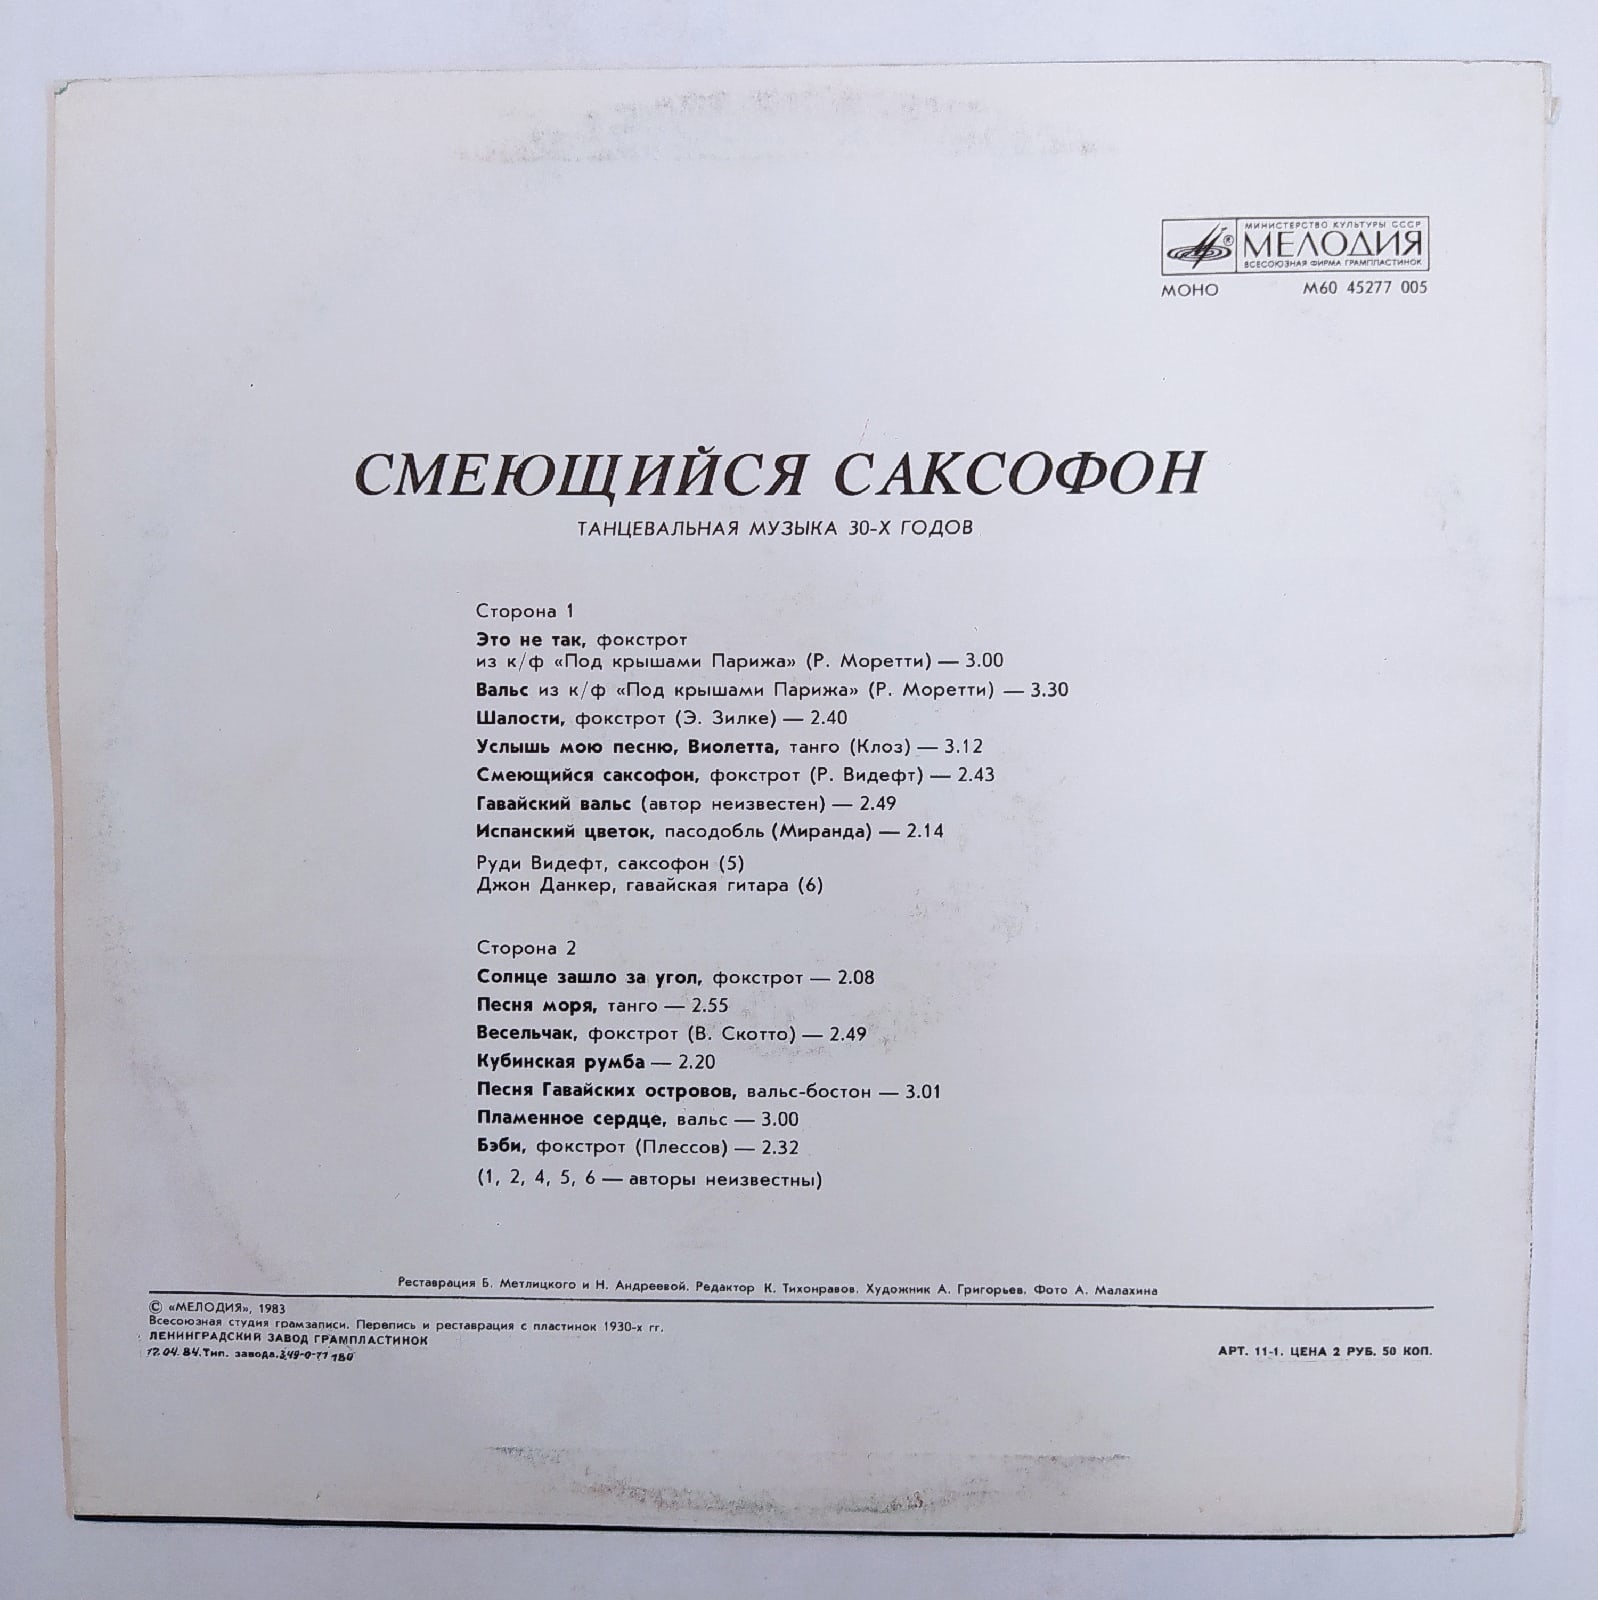 МИНИСТЕРСТВО КУЛЬТУРЫ СССР
® МЕЛОДИЯ
ВСЕСОЮЗНАЯ ФИРМА ГРАМПЛАСТИНОК
МОНО М60 45277 005
СМЕЮЩИЙСЯ САКСОФОН
ТАНЦЕВАЛЬНАЯ МУЗЫКА 30-Х ГОДОВ
Сторона 1
Это не так, фокстрот
из к/ф «Под крышами Парижа» (Р. Моретти) — 3.00
Вальс из к/ф «Под крышами Парижа» (Р. Моретти) — 3.30
Шалости, фокстрот (Э. Зилке) — 2.40
Услышь мою песню, Виолетта, танго (Клоз) — 3.12
Смеющийся саксофон, фокстрот (Р. Видефт) — 2.43
Гавайский вальс (автор неизвестен) — 2.49
Испанский цветок, пасодобль (Миранда) — 2.14
Руди Видефт, саксофон (5)
Джон Данкер, гавайская гитара (6)
Сторона 2
Солнце зашло за угол, фокстрот — 2.08
Песня моря, танго — 2.55
Весельчак, фокстрот (В. Скотто) — 2.49
Кубинская румба — 2.20
Песня Гавайских островов, вальс-бостон — 3.01
Пламенное сердце, вальс — 3.00
Бэби, фокстрот (Плессов) — 2.32
(1, 2, 4, 5, 6 — авторы неизвестны)
Реставрация Б. Метлицкого и Н. Андреевой. Редактор К. Тихонравов. Художник А. Григорьев. Фото А. Малахина
© «МЕЛОДИЯ», 1983
Всесоюзная студия грамзаписи. Перепись и реставрация с пластинок 1930-х гг.
ЛЕНИНГРАДСКИЙ ЗАВОД ГРАМПЛАСТИНОК
Тип. завода.
АРТ. 11-1. ЦЕНА 2 РУБ. 50 КОП.